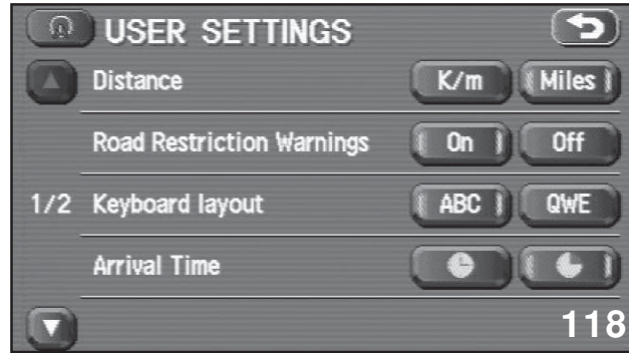 USER SETTINGS
Distance K/m Miles
Road Restriction Warnings On Off
1/2 Keyboard layout ABC QWE
Arrival Time
118